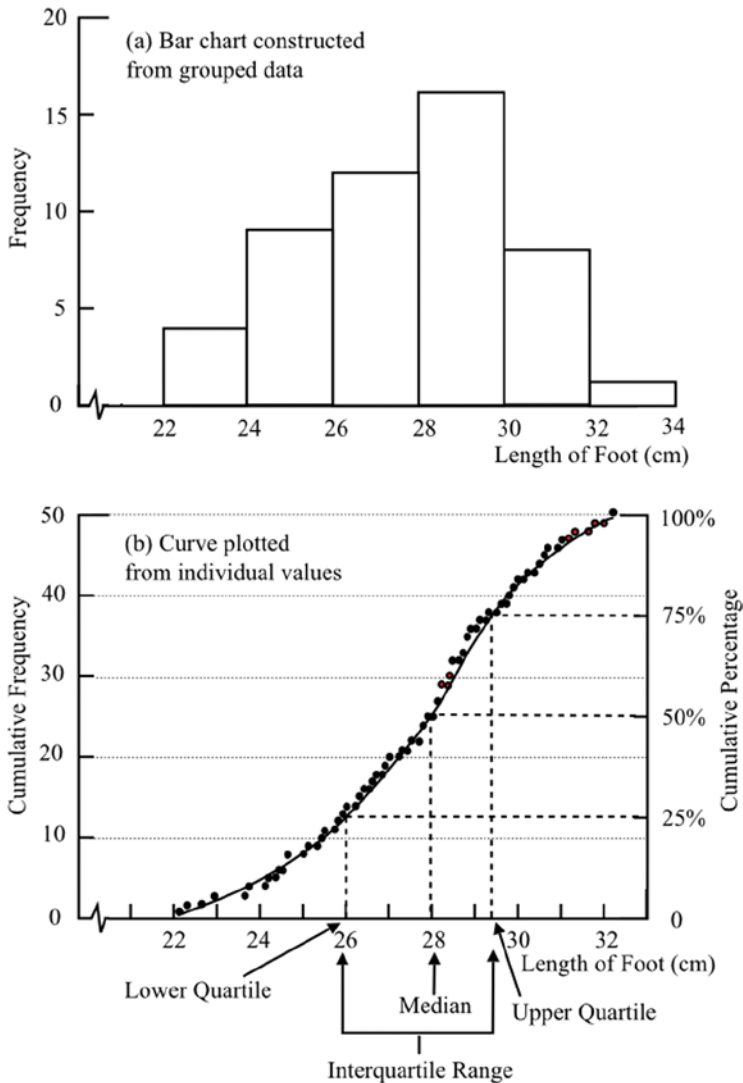 20
(a) Bar chart constructed
from grouped data
15
10
5
0
Frequency
22 24 26 28 30 32 34
Length of Foot (cm)
50
(b) Curve plotted
from individual values
40
30
20
10
0
Cumulative Frequency
100%
75%
50%
25%
0
Cumulative Percentage
22 24 26 28 30 32
Length of Foot (cm)
Lower Quartile
Median
Upper Quartile
Interquartile Range